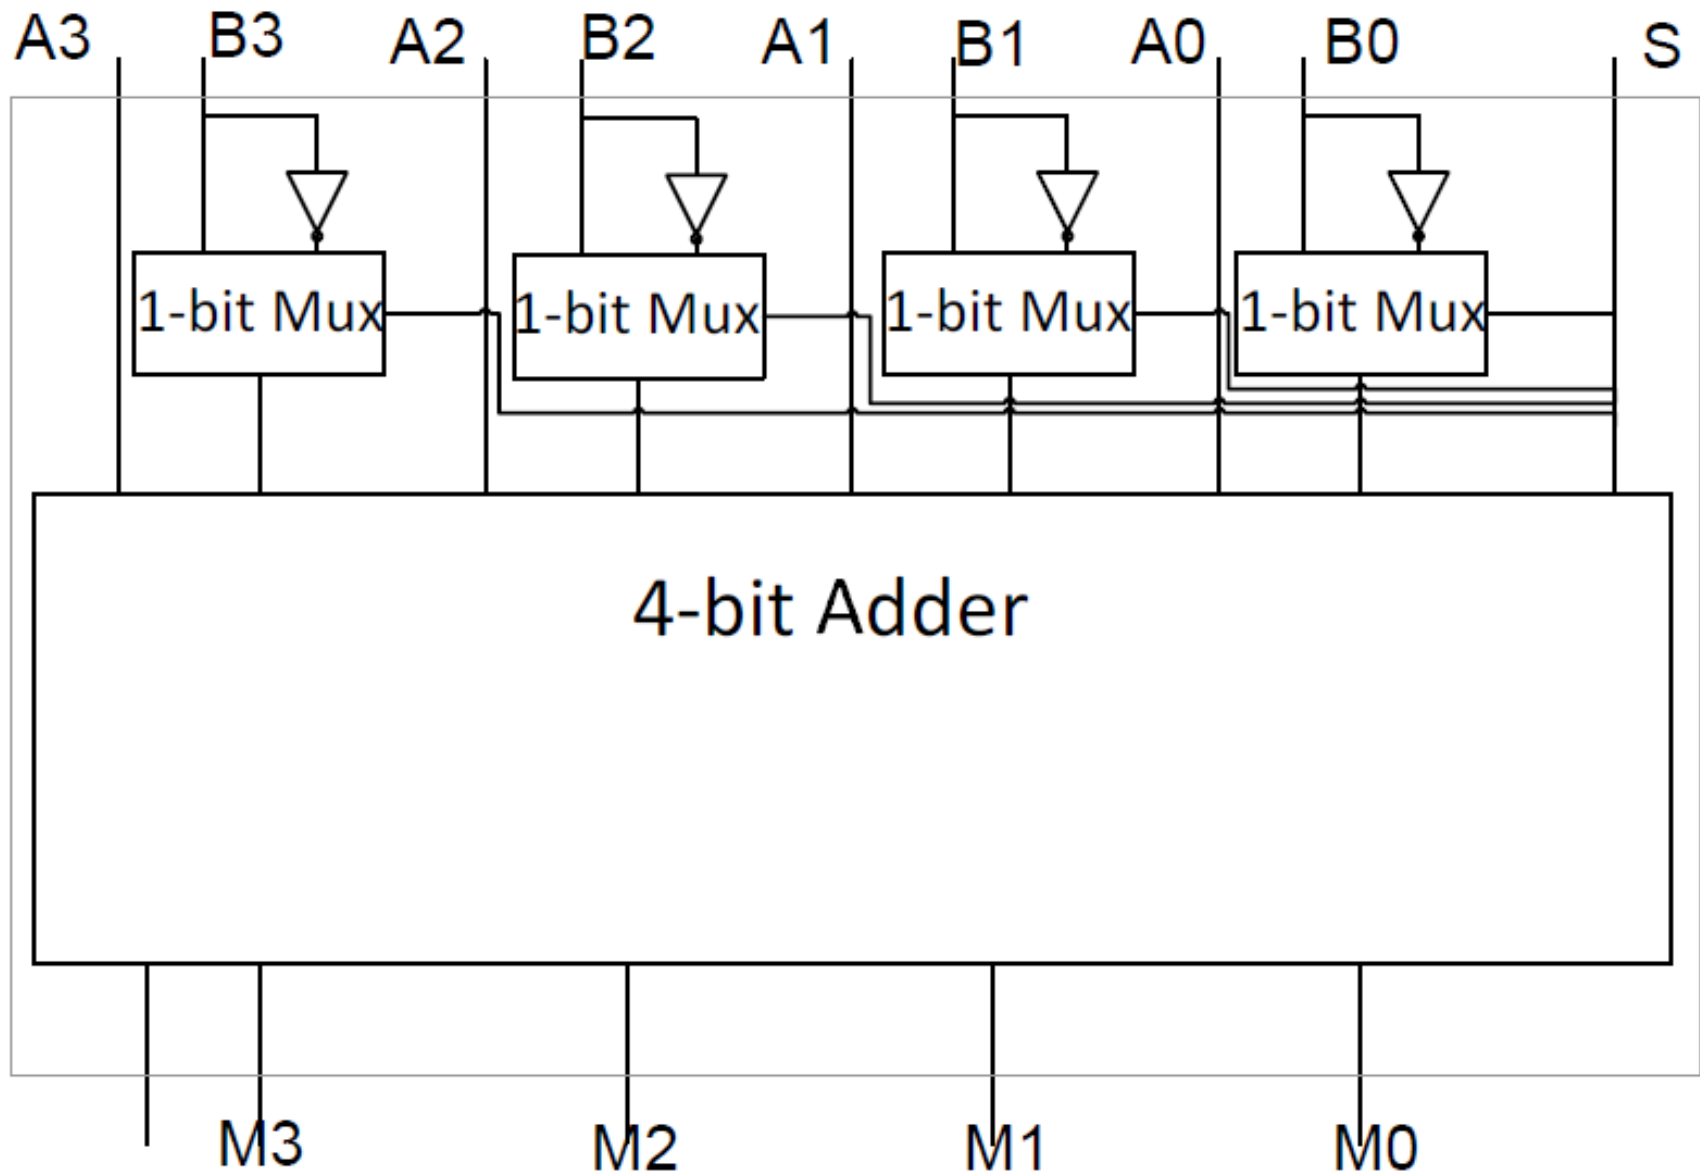 A3 B3 A2 B2 A1 B1 A0 B0 S
1-bit Mux 1-bit Mux 1-bit Mux 1-bit Mux
4-bit Adder
M3 M2 M1 M0